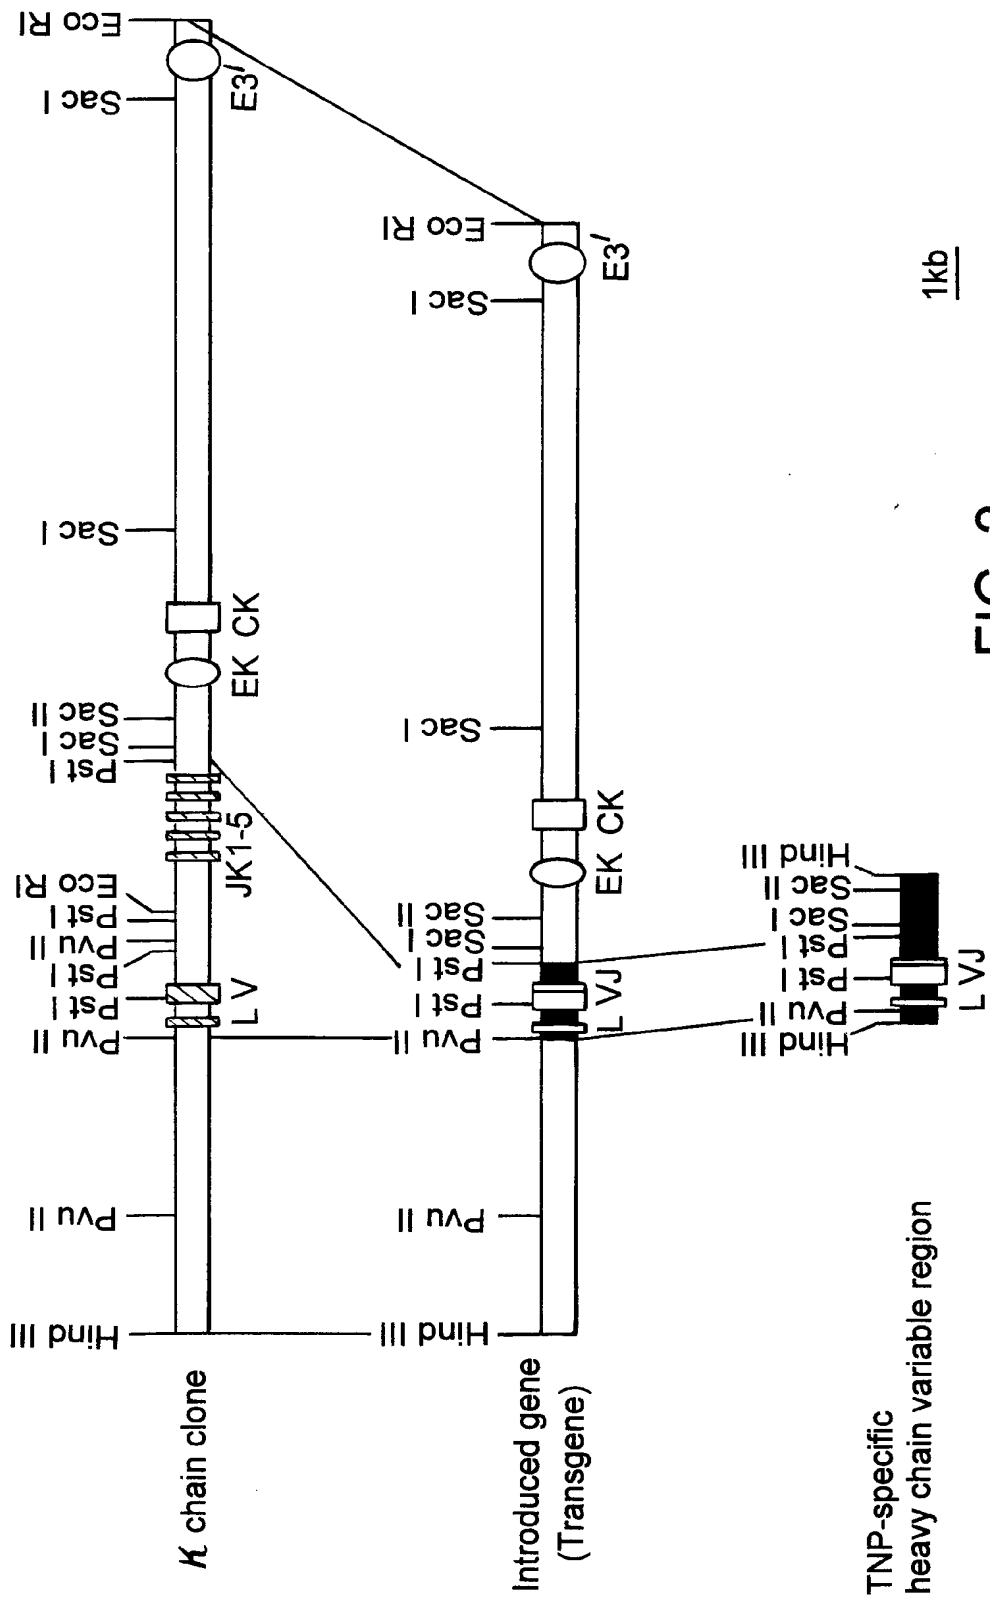 Hind III
Pvu II
Pvu II
Pst I
Pst I
Pvu II
Pst I
Eco RI
Pst I
Sac I
Sac II
Sac I
Sac I
Eco RI
K chain clone
L V
JK1-5
EK CK
E3'
Hind III
Pvu II
Pvu II
Pst I
Pst I
Sac I
Sac II
Sac I
Sac I
Eco RI
Introduced gene
(Transgene)
L VJ
EK CK
E3'
Hind III
Pvu II
Pst I
Pst I
Sac I
Sac II
Hind III
TNP-specific
heavy chain variable region
L VJ
1kb